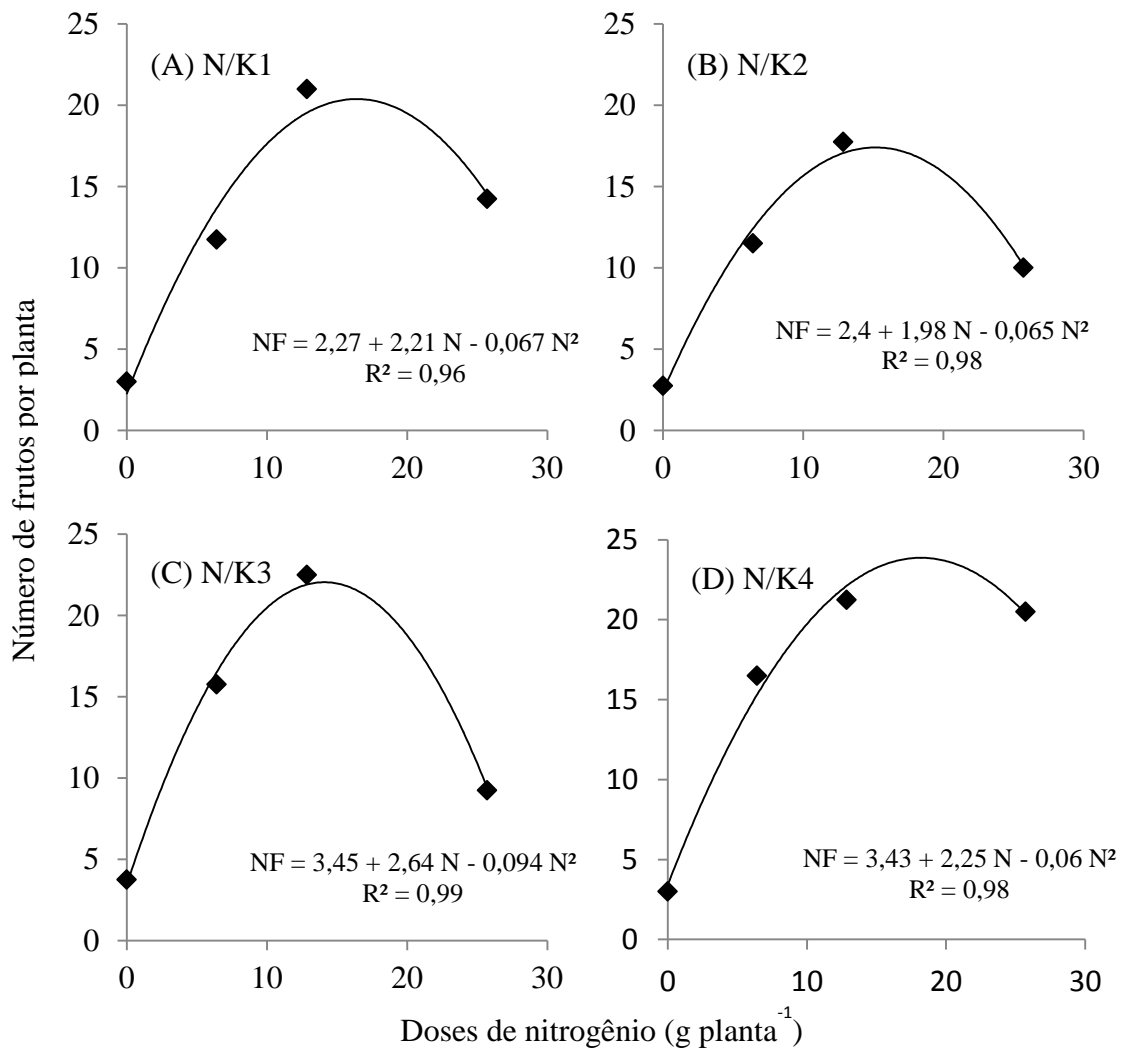 Número de frutos por planta
(A) N/K1
25
20
15
10
5
0
NF = 2,27 + 2,21 N - 0,067 N²
R² = 0,96
0 10 20 30
(B) N/K2
25
20
15
10
5
0
NF = 2,4 + 1,98 N - 0,065 N²
R² = 0,98
0 10 20 30
(C) N/K3
25
20
15
10
5
0
NF = 3,45 + 2,64 N - 0,094 N²
R² = 0,99
0 10 20 30
(D) N/K4
25
20
15
10
5
0
NF = 3,43 + 2,25 N - 0,06 N²
R² = 0,98
0 10 20 30
Doses de nitrogênio (g planta⁻¹)